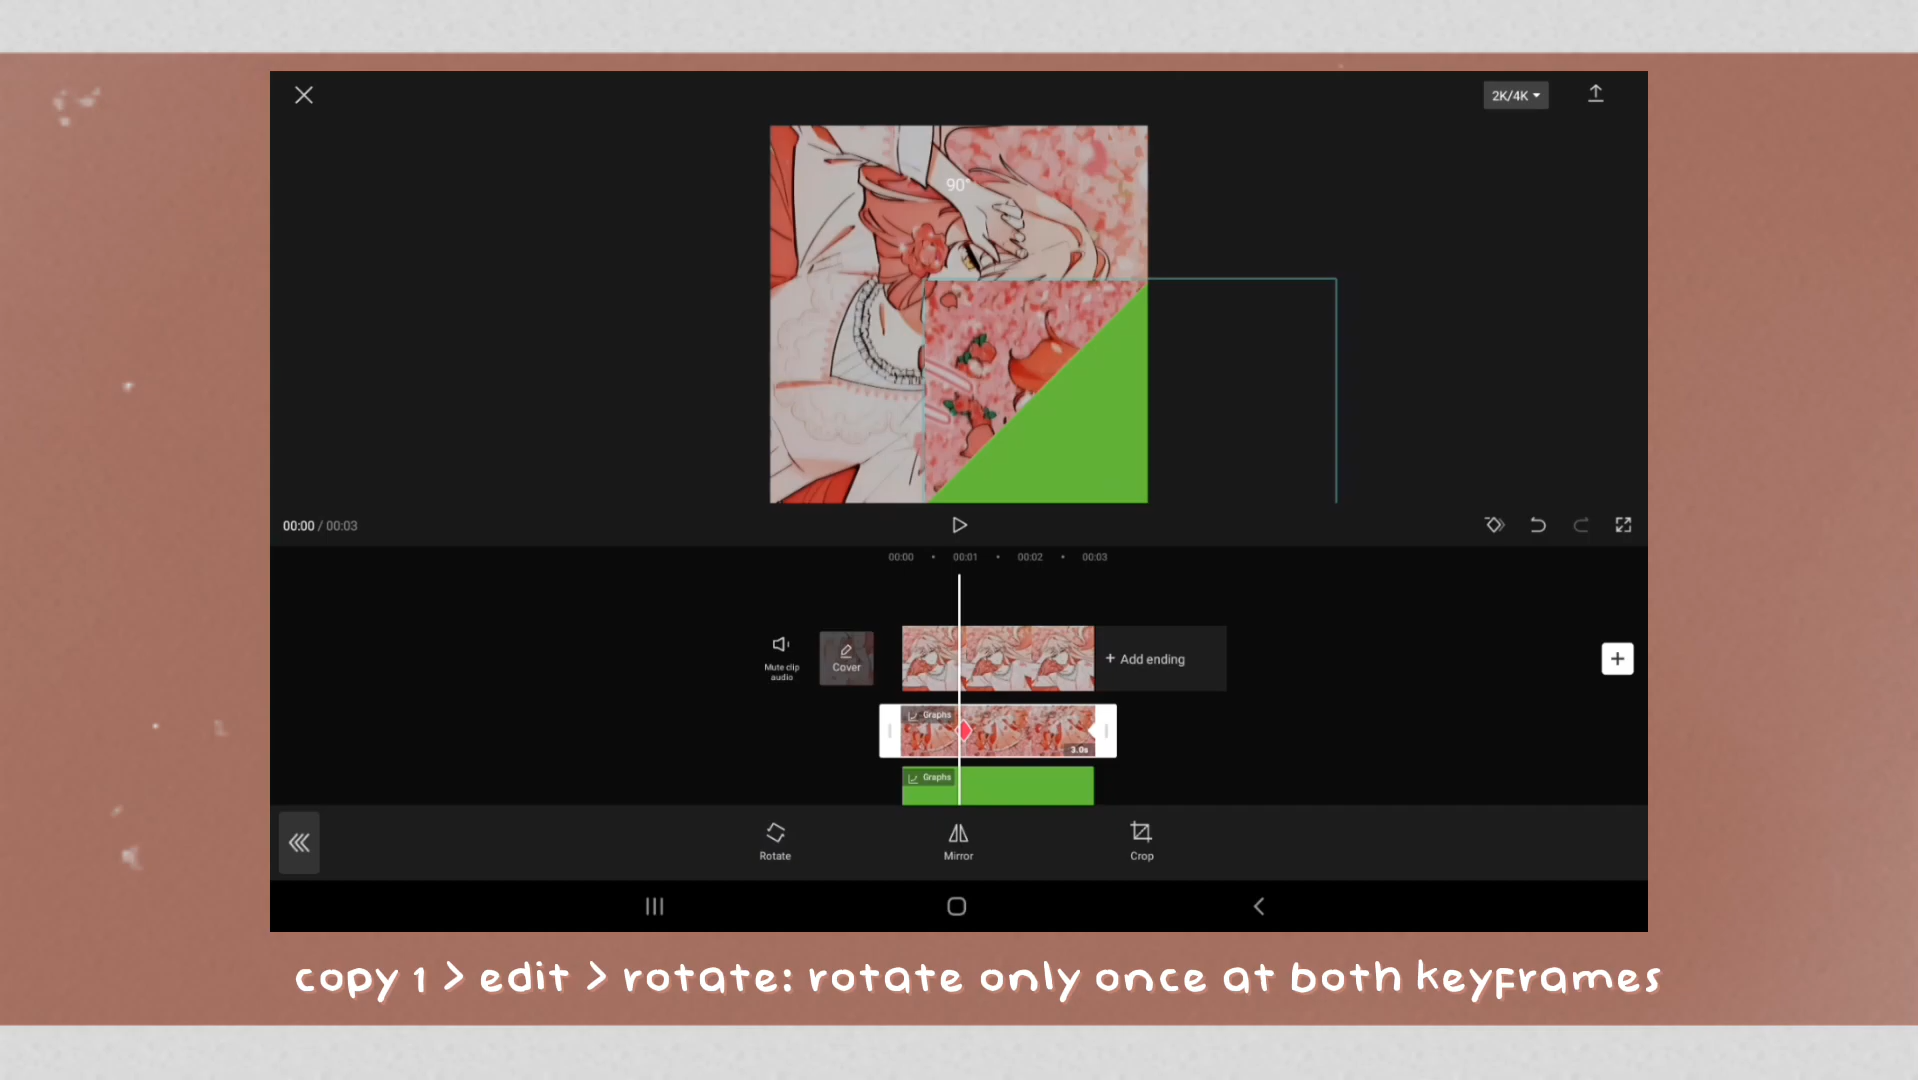 2K/4K
90°
00:00 / 00:03
00:00 • 00:01 • 00:02 • 00:03
Mute clip
audio
Cover
+ Add ending
Graphs
3.0s
Graphs
Rotate
Mirror
Crop
copy 1 > edit > rotate: rotate only once at both keyframes